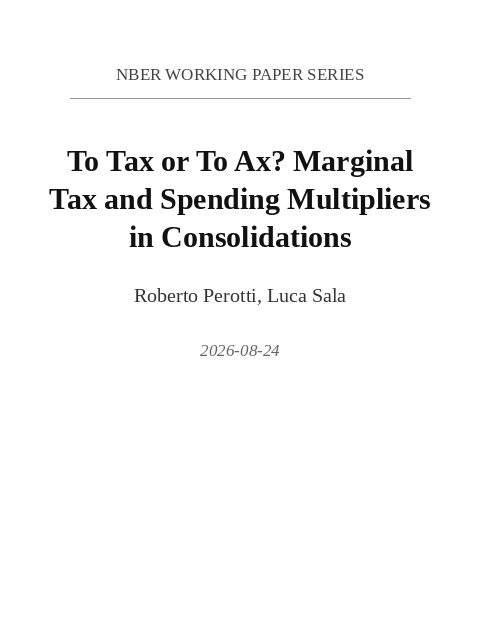 NBER WORKING PAPER SERIES
To Tax or To Ax? Marginal
Tax and Spending Multipliers
in Consolidations
Roberto Perotti, Luca Sala
2026-08-24